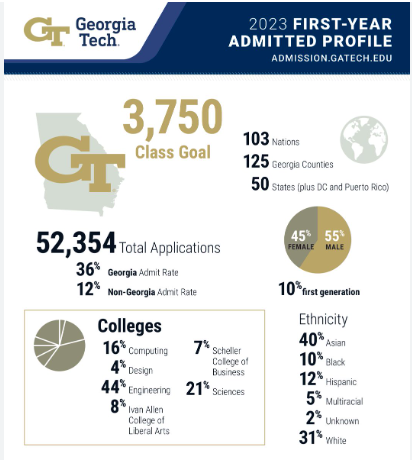 GT Georgia Tech.
2023 FIRST-YEAR
ADMITTED PROFILE
ADMISSION.GATECH.EDU
GT
3,750
Class Goal
103 Nations
125 Georgia Counties
50 States (plus DC and Puerto Rico)
52,354 Total Applications
36% Georgia Admit Rate
12% Non-Georgia Admit Rate
45% FEMALE
55% MALE
10% first generation
Colleges
16% Computing
4% Design
44% Engineering
8% Ivan Allen
College of
Liberal Arts
7% Scheller
College of
Business
21% Sciences
Ethnicity
40% Asian
10% Black
12% Hispanic
5% Multiracial
2% Unknown
31% White